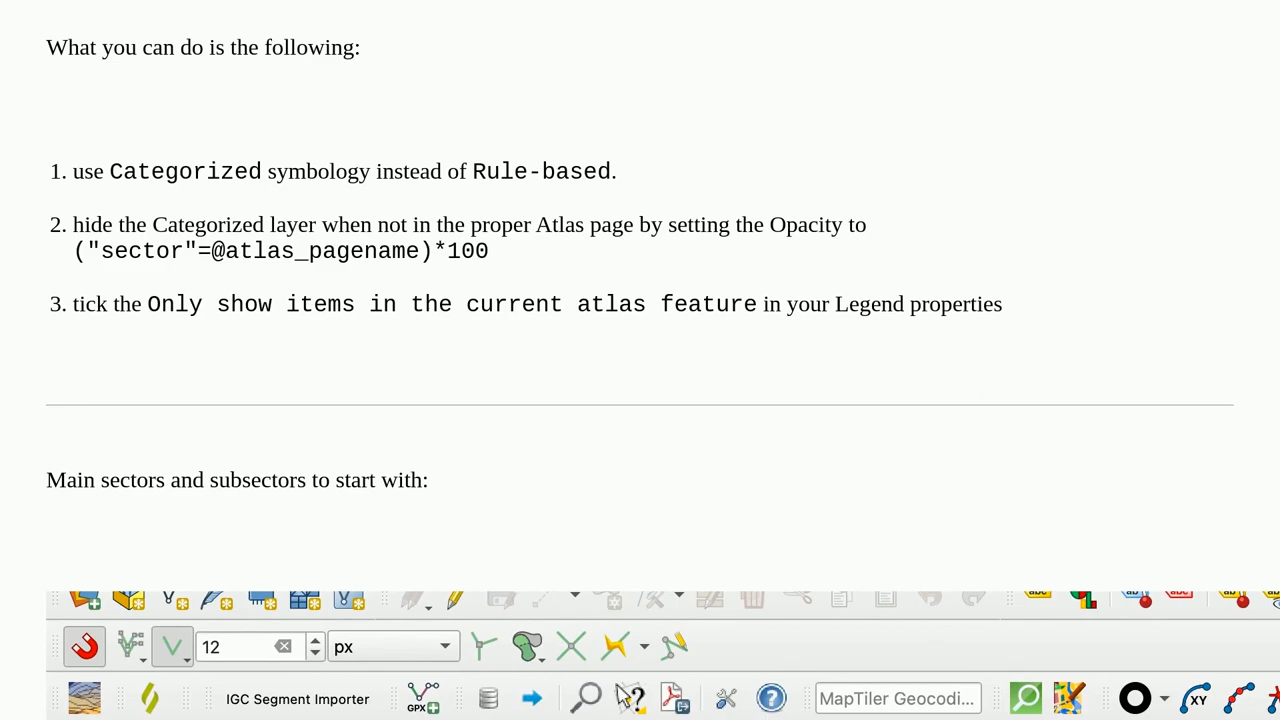 What you can do is the following:
1. use Categorized symbology instead of Rule-based.
2. hide the Categorized layer when not in the proper Atlas page by setting the Opacity to
("sector"=@atlas_pagename)*100
3. tick the Only show items in the current atlas feature in your Legend properties
Main sectors and subsectors to start with:
12 px
IGC Segment Importer GPX MapTiler Geocodi... XY